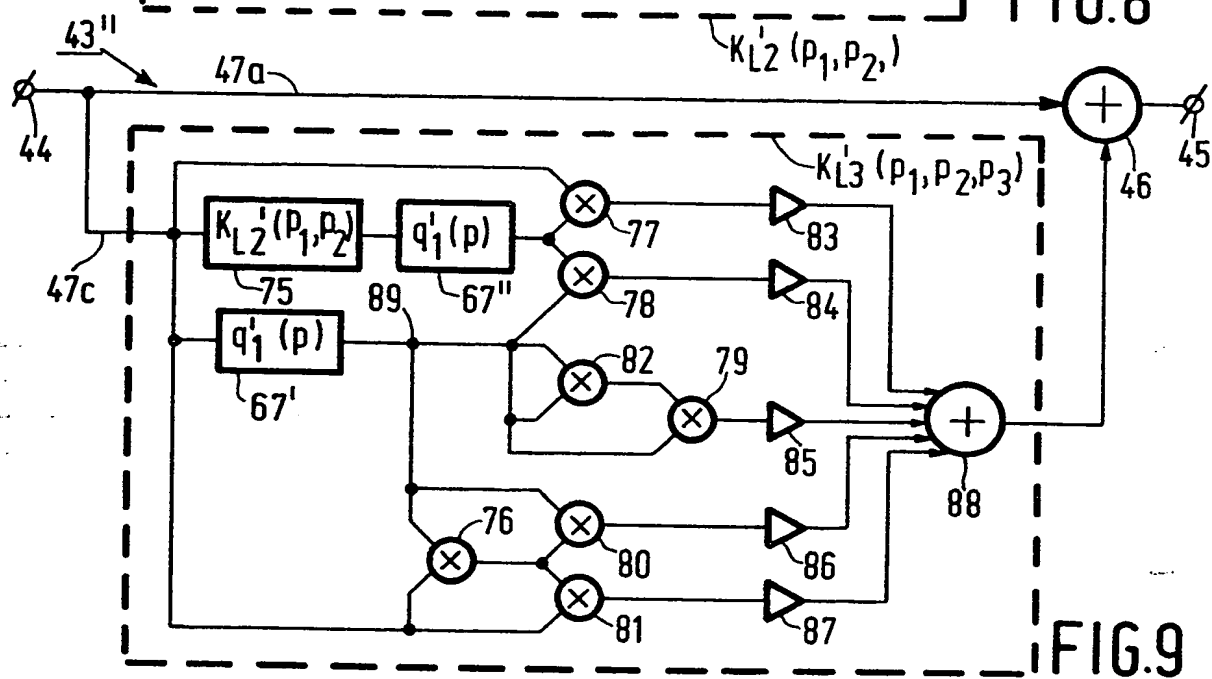 FIG.8
K'L2 (p1,p2,)
43"
47a
44
45
46
K'L3 (p1,p2,p3)
77
83
KL2'(p1,p2)
q'1(p)
47c
75
67"
78
84
89
q'1 (p)
67'
82
79
85
88
76
80
86
81
87
FIG.9